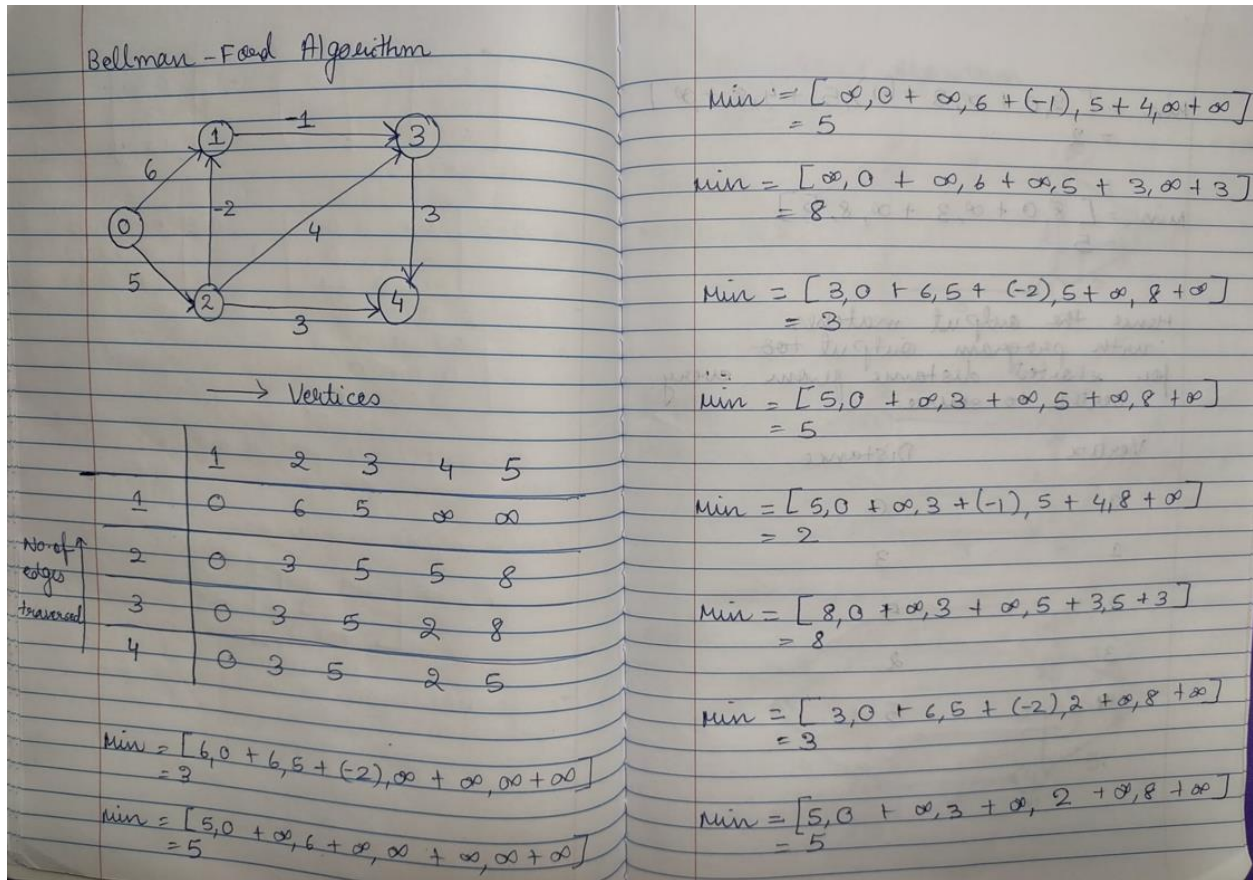 Bellman-Ford Algorithm
-1
1 3
6
-2
0 4 3
5
2 4
3
→ Vertices
1 2 3 4 5
1 0 6 5 ∞ ∞
No. of
2 0 3 5 5 8
edges
traversed
3 0 3 5 2 8
4 0 3 5 2 5
Min = [6,0 + 6,5 + (-2),∞ + ∞,∞ + ∞]
= 3
Min = [5,0 + ∞,6 + ∞,∞ + ∞,∞ + ∞]
= 5
Min = [∞,0 + ∞,6 + (-1),5 + 4,∞ + ∞]
= 5
Min = [∞,0 + ∞,6 + ∞,5 + 3,∞ + 3]
= 8
Min = [3,0 + 6,5 + (-2),5 + ∞,8 + ∞]
= 3
Min = [5,0 + ∞,3 + ∞,5 + ∞,8 + ∞]
= 5
Min = [5,0 + ∞,3 + (-1),5 + 4,8 + ∞]
= 2
Min = [8,0 + ∞,3 + ∞,5 + 3,5 + 3]
= 8
Min = [3,0 + 6,5 + (-2),2 + ∞,8 + ∞]
= 3
Min = [5,0 + ∞,3 + ∞,2 + ∞,8 + ∞]
= 5